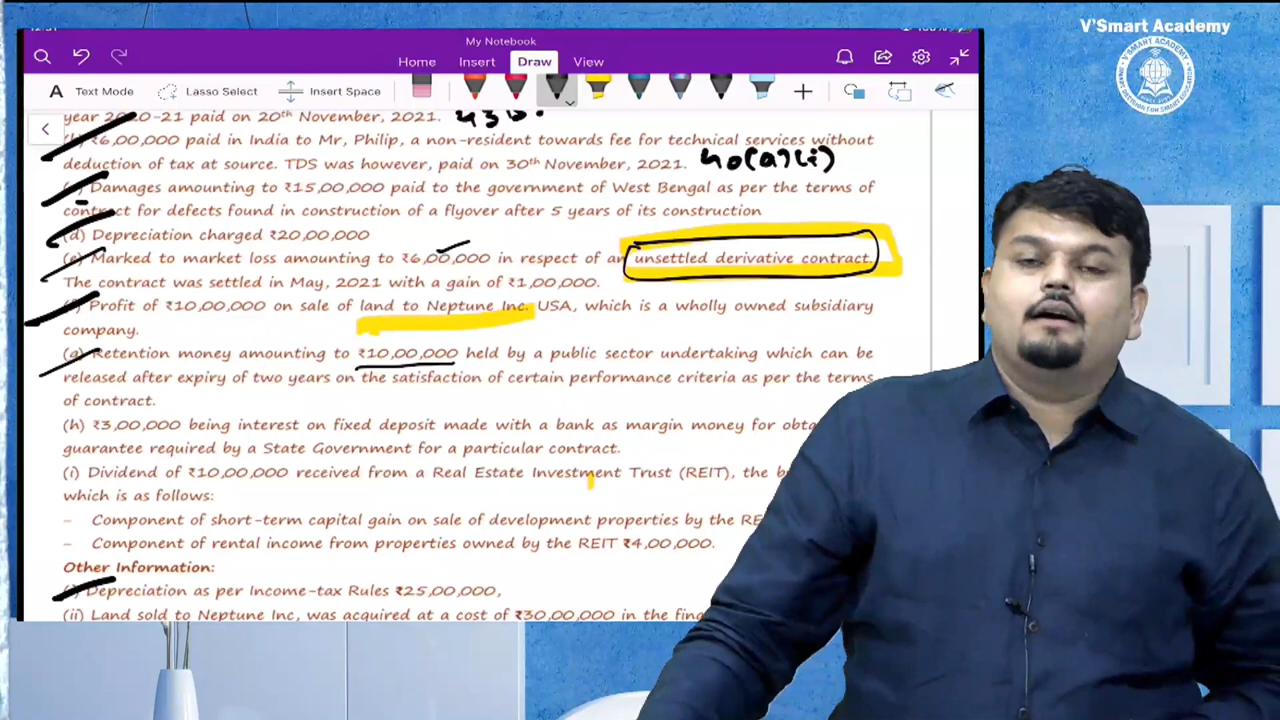 V'Smart Academy
My Notebook
Home Insert Draw View
Text Mode Lasso Select Insert Space
year 2020-21 paid on 20th November, 2021. 43B.
(b) ₹6,00,000 paid in India to Mr, Philip, a non-resident towards fee for technical services without
deduction of tax at source. TDS was however, paid on 30th November, 2021. 40(a)(i)
Damages amounting to ₹15,00,000 paid to the government of West Bengal as per the terms of
contract for defects found in construction of a flyover after 5 years of its construction
(d) Depreciation charged ₹20,00,000
(e) Marked to market loss amounting to ₹6,00,000 in respect of an unsettled derivative contract.
The contract was settled in May, 2021 with a gain of ₹1,00,000.
Profit of ₹10,00,000 on sale of land to Neptune Inc. USA, which is a wholly owned subsidiary
company.
(g) Retention money amounting to ₹10,00,000 held by a public sector undertaking which can be
released after expiry of two years on the satisfaction of certain performance criteria as per the terms
of contract.
(h) ₹3,00,000 being interest on fixed deposit made with a bank as margin money for
guarantee required by a State Government for a particular contract.
(i) Dividend of ₹10,00,000 received from a Real Estate Investment Trust (REIT), the
which is as follows:
– Component of short-term capital gain on sale of development properties by the
– Component of rental income from properties owned by the REIT ₹4,00,000.
Other Information:
(i) Depreciation as per Income-tax Rules ₹25,00,000,
(ii) Land sold to Neptune Inc, was acquired at a cost of ₹30,00,000 in the